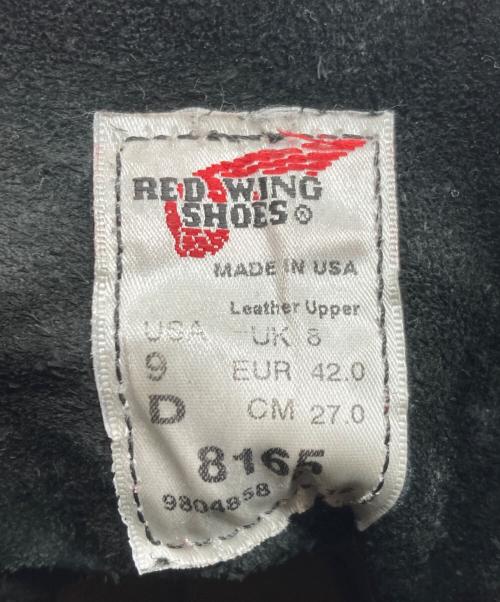 RED WING
SHOES ®
MADE IN USA
Leather Upper
USA UK 8
9 EUR 42.0
D CM 27.0
8165
9804858